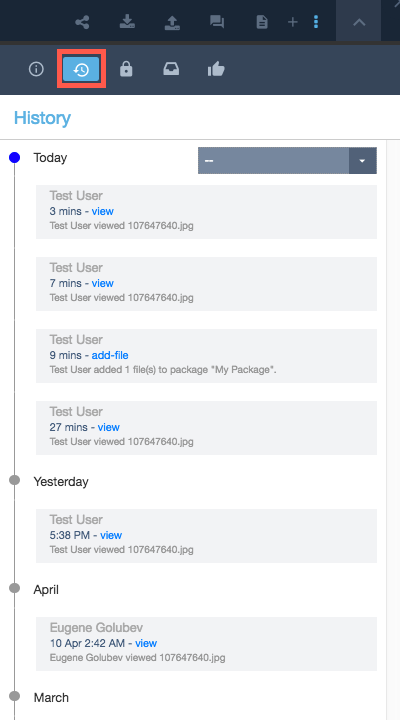 History
Today
--
Test User
3 mins - view
Test User viewed 107647640.jpg
Test User
7 mins - view
Test User viewed 107647640.jpg
Test User
9 mins - add-file
Test User added 1 file(s) to package "My Package".
Test User
27 mins - view
Test User viewed 107647640.jpg
Yesterday
Test User
5:38 PM - view
Test User viewed 107647640.jpg
April
Eugene Golubev
10 Apr 2:42 AM - view
Eugene Golubev viewed 107647640.jpg
March